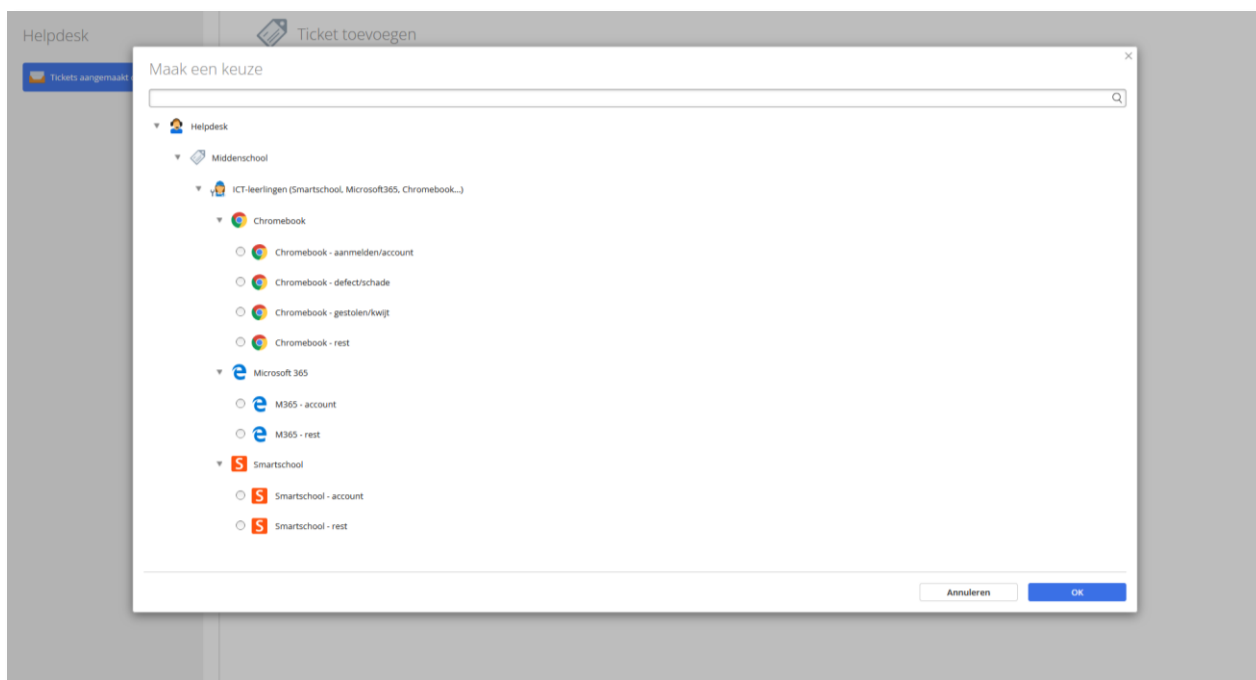 Helpdesk
Ticket toevoegen
Tickets aangemaakt
Maak een keuze
Helpdesk
Middenschool
ICT-leerlingen (Smartschool, Microsoft365, Chromebook...)
Chromebook
Chromebook - aanmelden/account
Chromebook - defect/schade
Chromebook - gestolen/kwijt
Chromebook - rest
Microsoft 365
M365 - account
M365 - rest
Smartschool
Smartschool - account
Smartschool - rest
Annuleren
OK